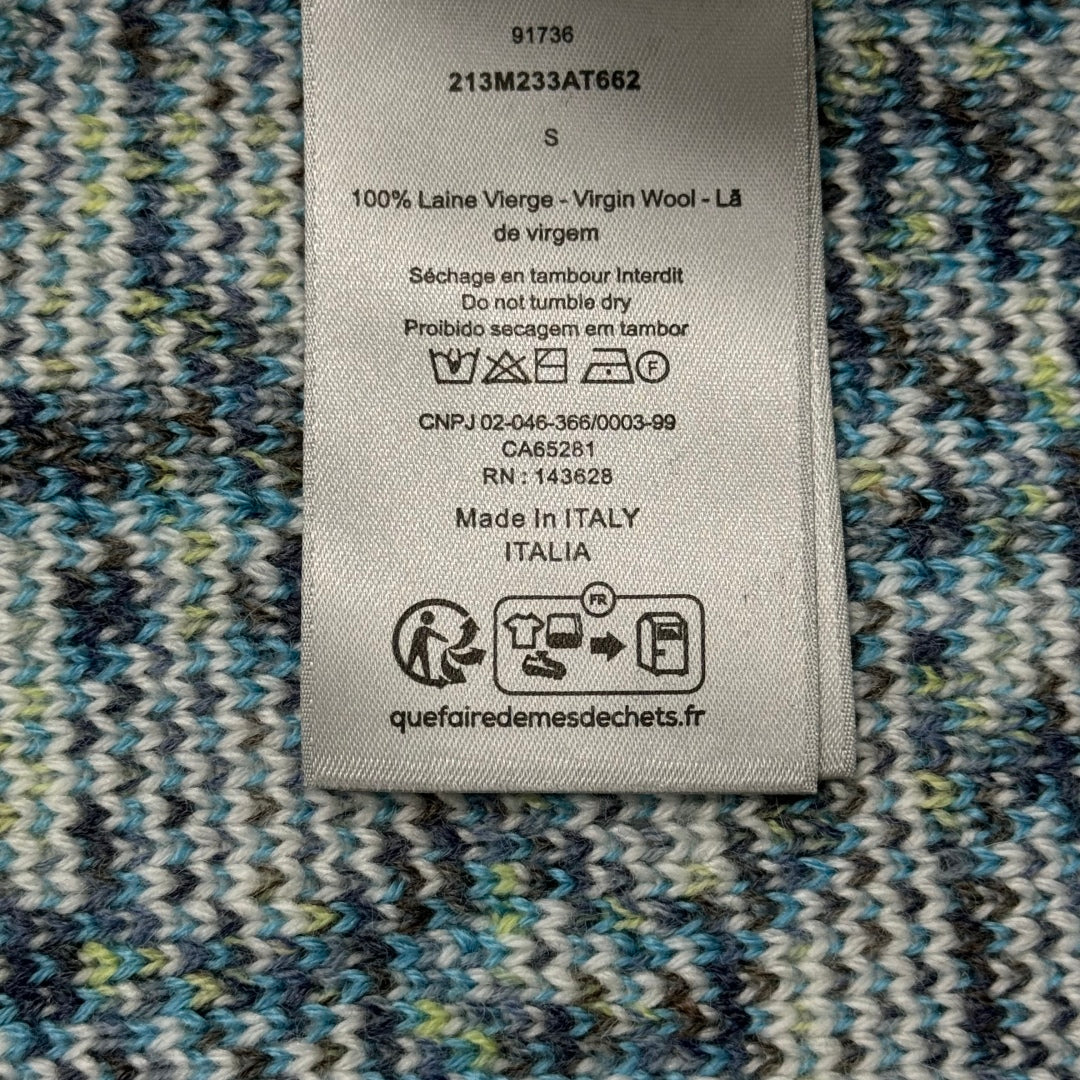 91736
213M233AT662
S
100% Laine Vierge - Virgin Wool - Lã
de virgem
Séchage en tambour Interdit
Do not tumble dry
Proibido secagem em tambor
F
CNPJ 02-046-366/0003-99
CA65281
RN : 143628
Made In ITALY
ITALIA
FR
quefairedemesdechets.fr